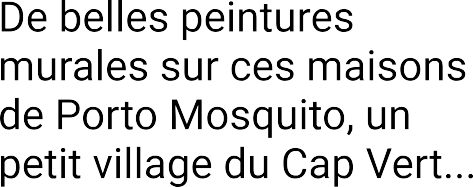 De belles peintures
murales sur ces maisons
de Porto Mosquito, un
petit village du Cap Vert...